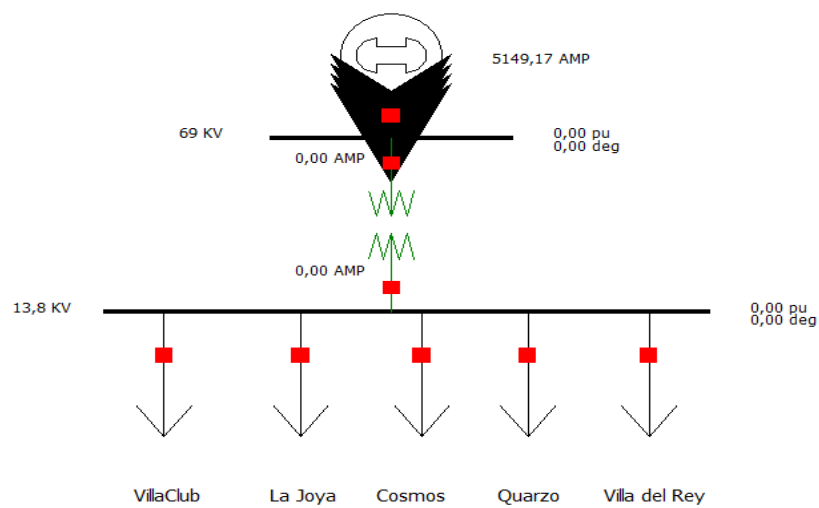 5149,17 AMP
69 KV
0,00 pu
0,00 deg
0,00 AMP
0,00 AMP
13,8 KV
0,00 pu
0,00 deg
VillaClub
La Joya
Cosmos
Quarzo
Villa del Rey